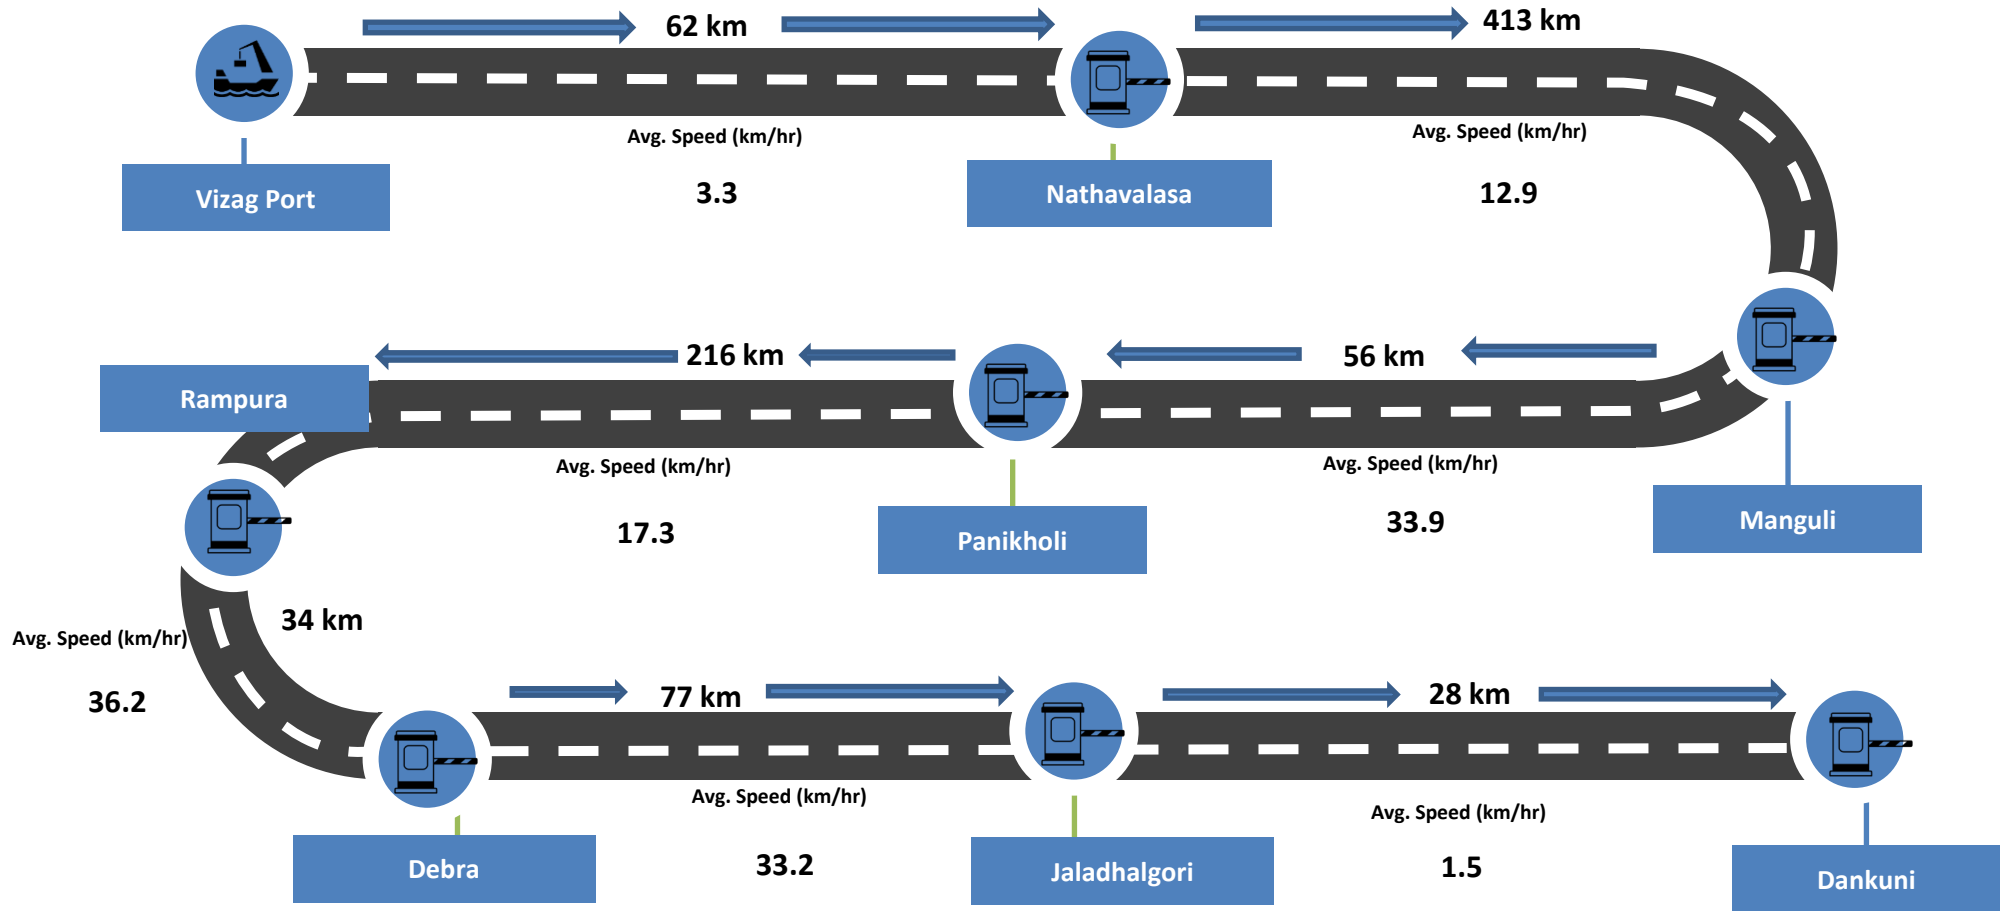 62 km
413 km
Avg. Speed (km/hr)
Avg. Speed (km/hr)
Vizag Port
3.3
Nathavalasa
12.9
216 km
56 km
Rampura
Avg. Speed (km/hr)
Avg. Speed (km/hr)
17.3
Panikholi
33.9
Manguli
34 km
Avg. Speed (km/hr)
36.2
77 km
28 km
Avg. Speed (km/hr)
Avg. Speed (km/hr)
Debra
33.2
Jaladhalgori
1.5
Dankuni